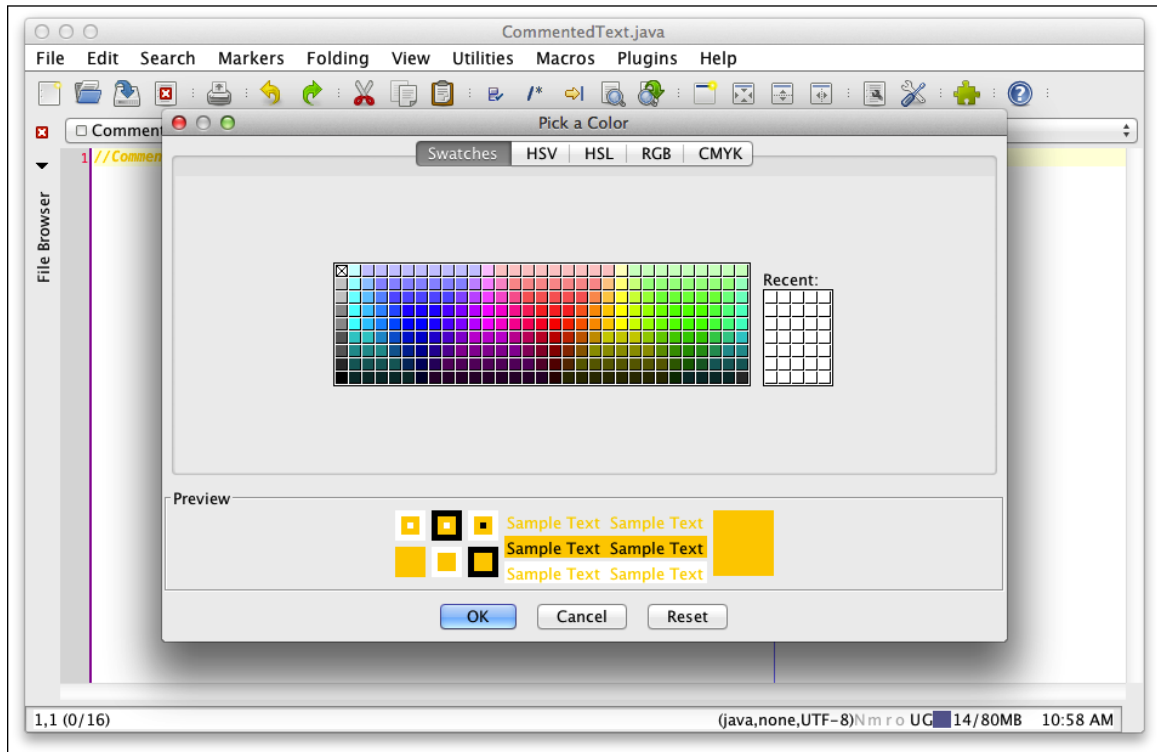 CommentedText.java
File Edit Search Markers Folding View Utilities Macros Plugins Help
Commen
Pick a Color
1 //Commen
File Browser
Swatches HSV HSL RGB CMYK
Recent:
Preview
Sample Text Sample Text
Sample Text Sample Text
Sample Text Sample Text
OK Cancel Reset
1,1 (0/16) (java,none,UTF-8)N m r o UG 14/80MB 10:58 AM